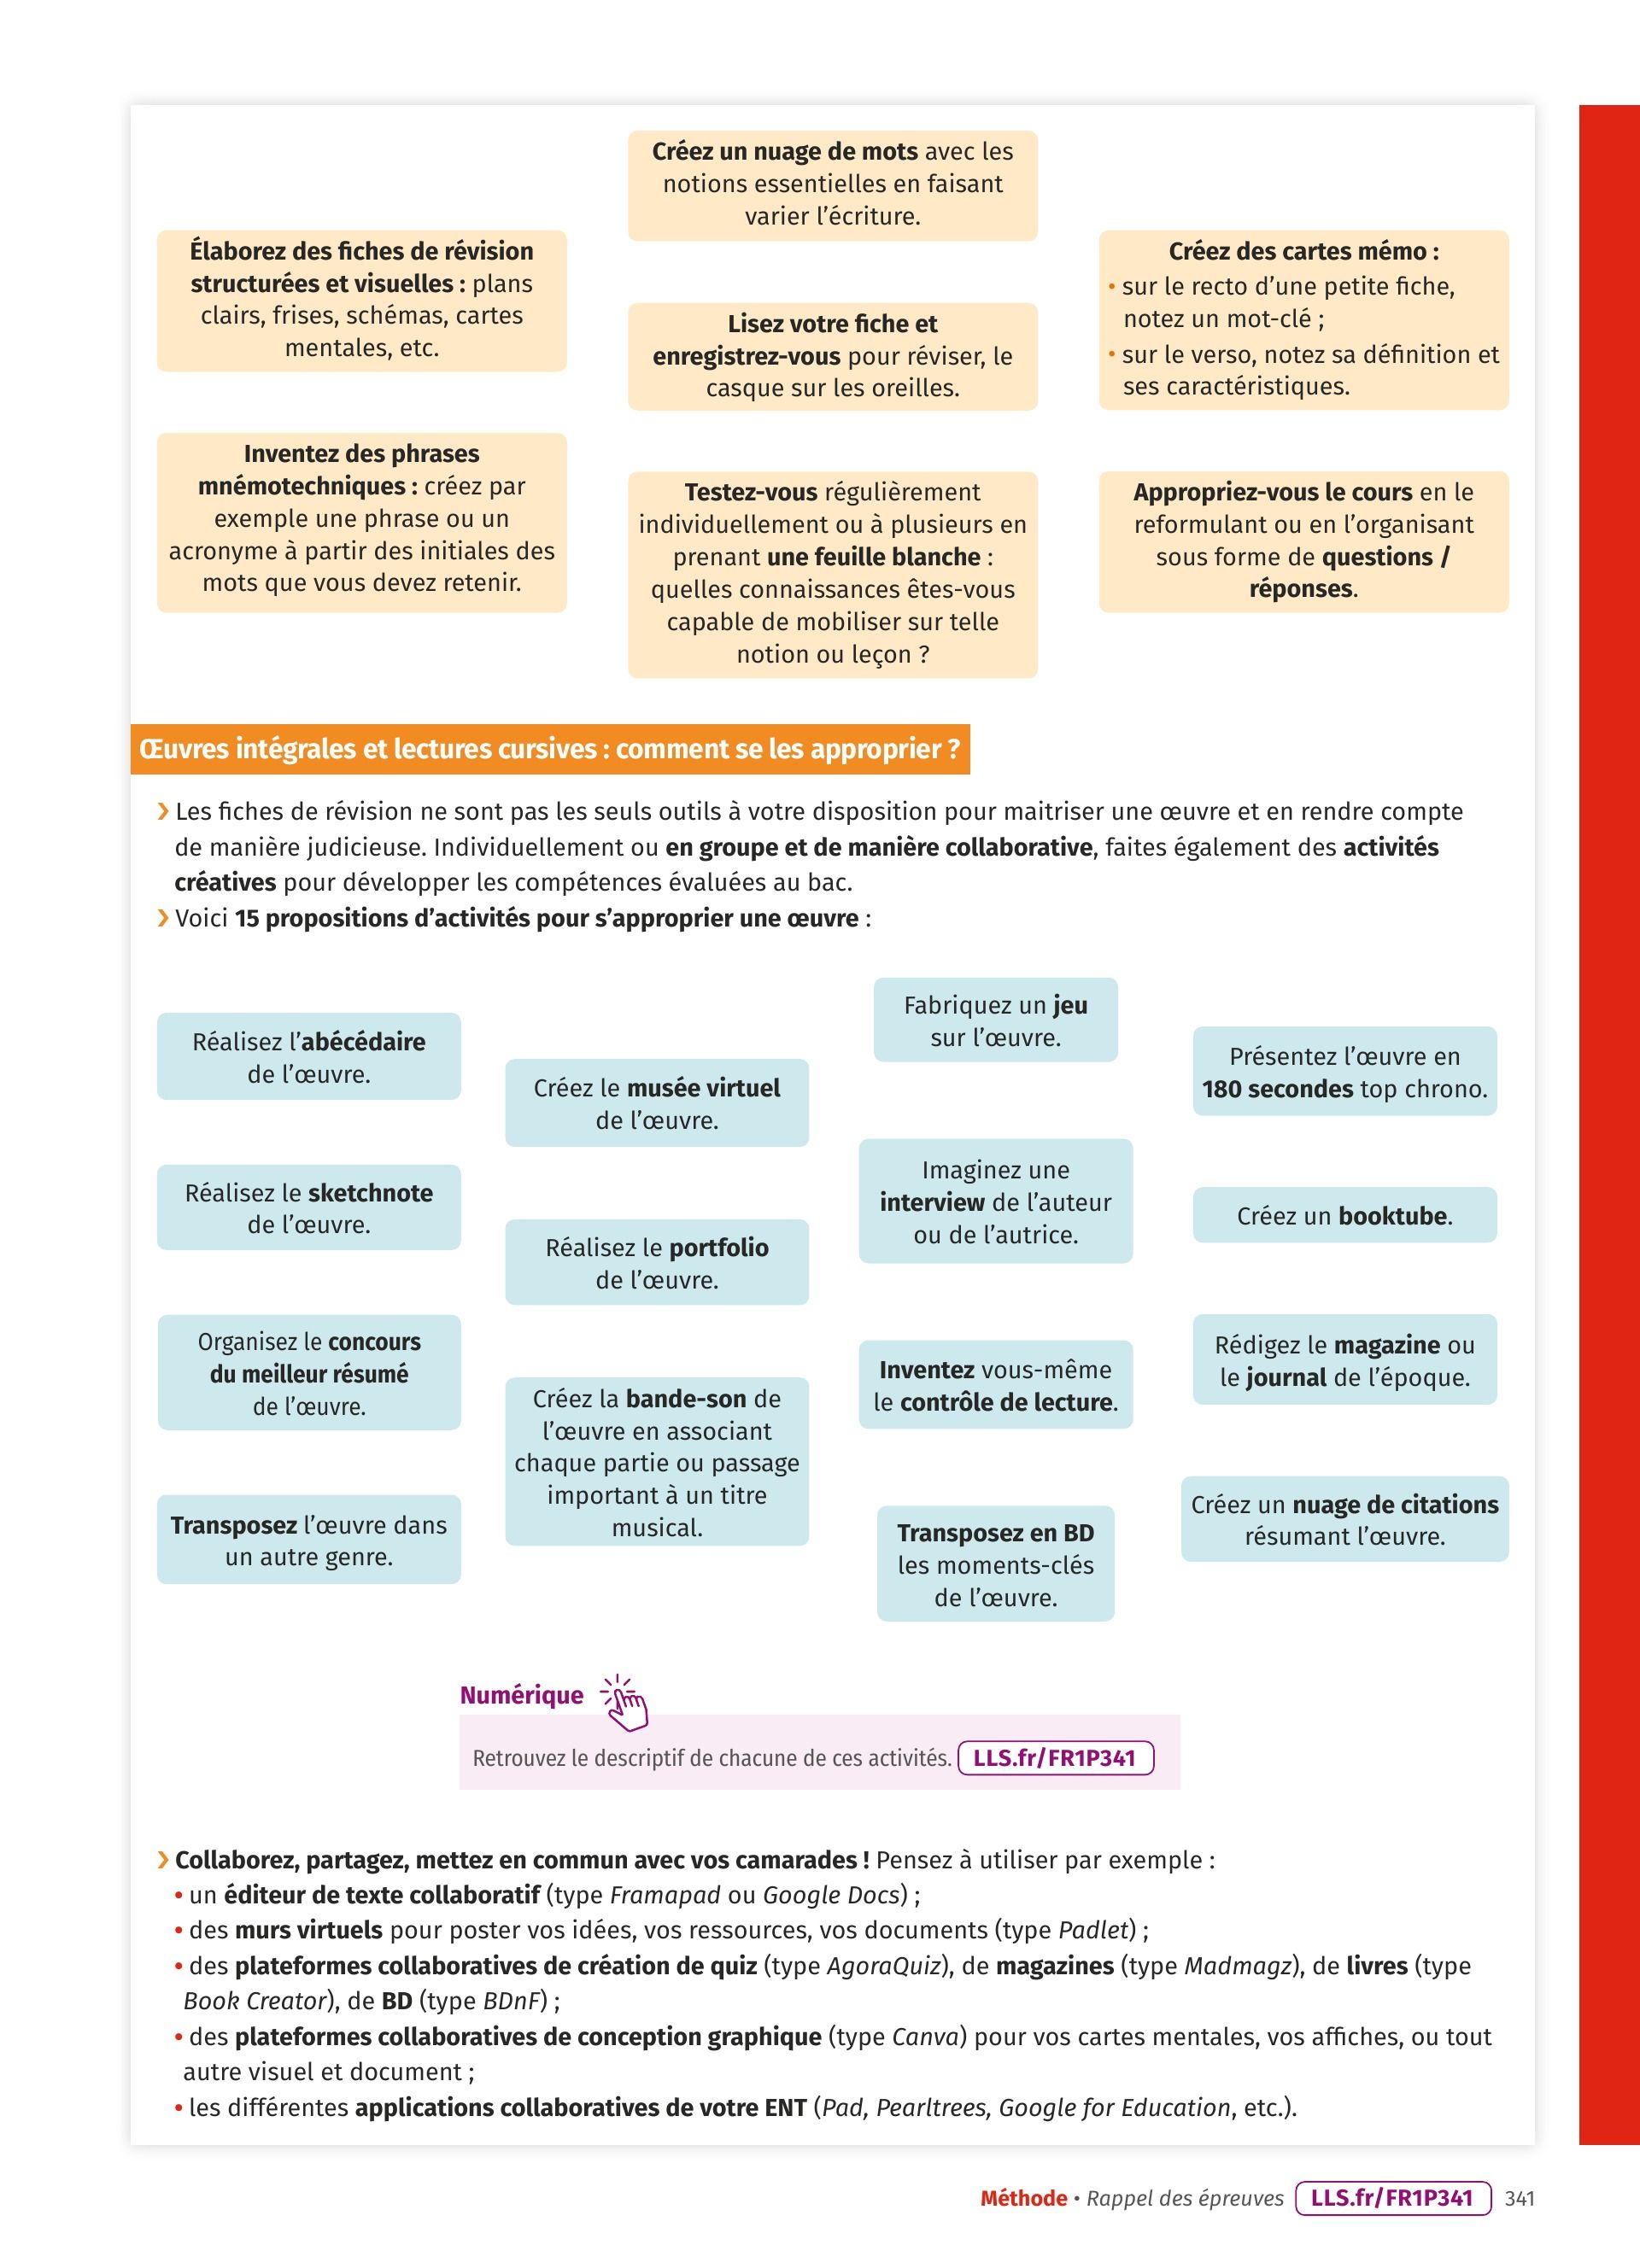 Créez un nuage de mots avec les
notions essentielles en faisant
varier l’écriture.
Élaborez des fiches de révision
structurées et visuelles : plans
clairs, frises, schémas, cartes
mentales, etc.
Lisez votre fiche et
enregistrez-vous pour réviser, le
casque sur les oreilles.
Créez des cartes mémo :
• sur le recto d’une petite fiche,
notez un mot-clé ;
• sur le verso, notez sa définition et
ses caractéristiques.
Inventez des phrases
mnémotechniques : créez par
exemple une phrase ou un
acronyme à partir des initiales des
mots que vous devez retenir.
Testez-vous régulièrement
individuellement ou à plusieurs en
prenant une feuille blanche :
quelles connaissances êtes-vous
capable de mobiliser sur telle
notion ou leçon ?
Appropriez-vous le cours en le
reformulant ou en l’organisant
sous forme de questions /
réponses.
Œuvres intégrales et lectures cursives : comment se les approprier ?
❯ Les fiches de révision ne sont pas les seuls outils à votre disposition pour maitriser une œuvre et en rendre compte
de manière judicieuse. Individuellement ou en groupe et de manière collaborative, faites également des activités
créatives pour développer les compétences évaluées au bac.
❯ Voici 15 propositions d’activités pour s’approprier une œuvre :
Réalisez l’abécédaire
de l’œuvre.
Réalisez le sketchnote
de l’œuvre.
Organisez le concours
du meilleur résumé
de l’œuvre.
Transposez l’œuvre dans
un autre genre.
Créez le musée virtuel
de l’œuvre.
Réalisez le portfolio
de l’œuvre.
Créez la bande-son de
l’œuvre en associant
chaque partie ou passage
important à un titre
musical.
Fabriquez un jeu
sur l’œuvre.
Imaginez une
interview de l’auteur
ou de l’autrice.
Inventez vous-même
le contrôle de lecture.
Transposez en BD
les moments-clés
de l’œuvre.
Présentez l’œuvre en
180 secondes top chrono.
Créez un booktube.
Rédigez le magazine ou
le journal de l’époque.
Créez un nuage de citations
résumant l’œuvre.
Numérique
Retrouvez le descriptif de chacune de ces activités. LLS.fr/FR1P341
❯ Collaborez, partagez, mettez en commun avec vos camarades ! Pensez à utiliser par exemple :
• un éditeur de texte collaboratif (type Framapad ou Google Docs) ;
• des murs virtuels pour poster vos idées, vos ressources, vos documents (type Padlet) ;
• des plateformes collaboratives de création de quiz (type AgoraQuiz), de magazines (type Madmagz), de livres (type
Book Creator), de BD (type BDnF) ;
• des plateformes collaboratives de conception graphique (type Canva) pour vos cartes mentales, vos affiches, ou tout
autre visuel et document ;
• les différentes applications collaboratives de votre ENT (Pad, Pearltrees, Google for Education, etc.).
Méthode • Rappel des épreuves LLS.fr/FR1P341 341